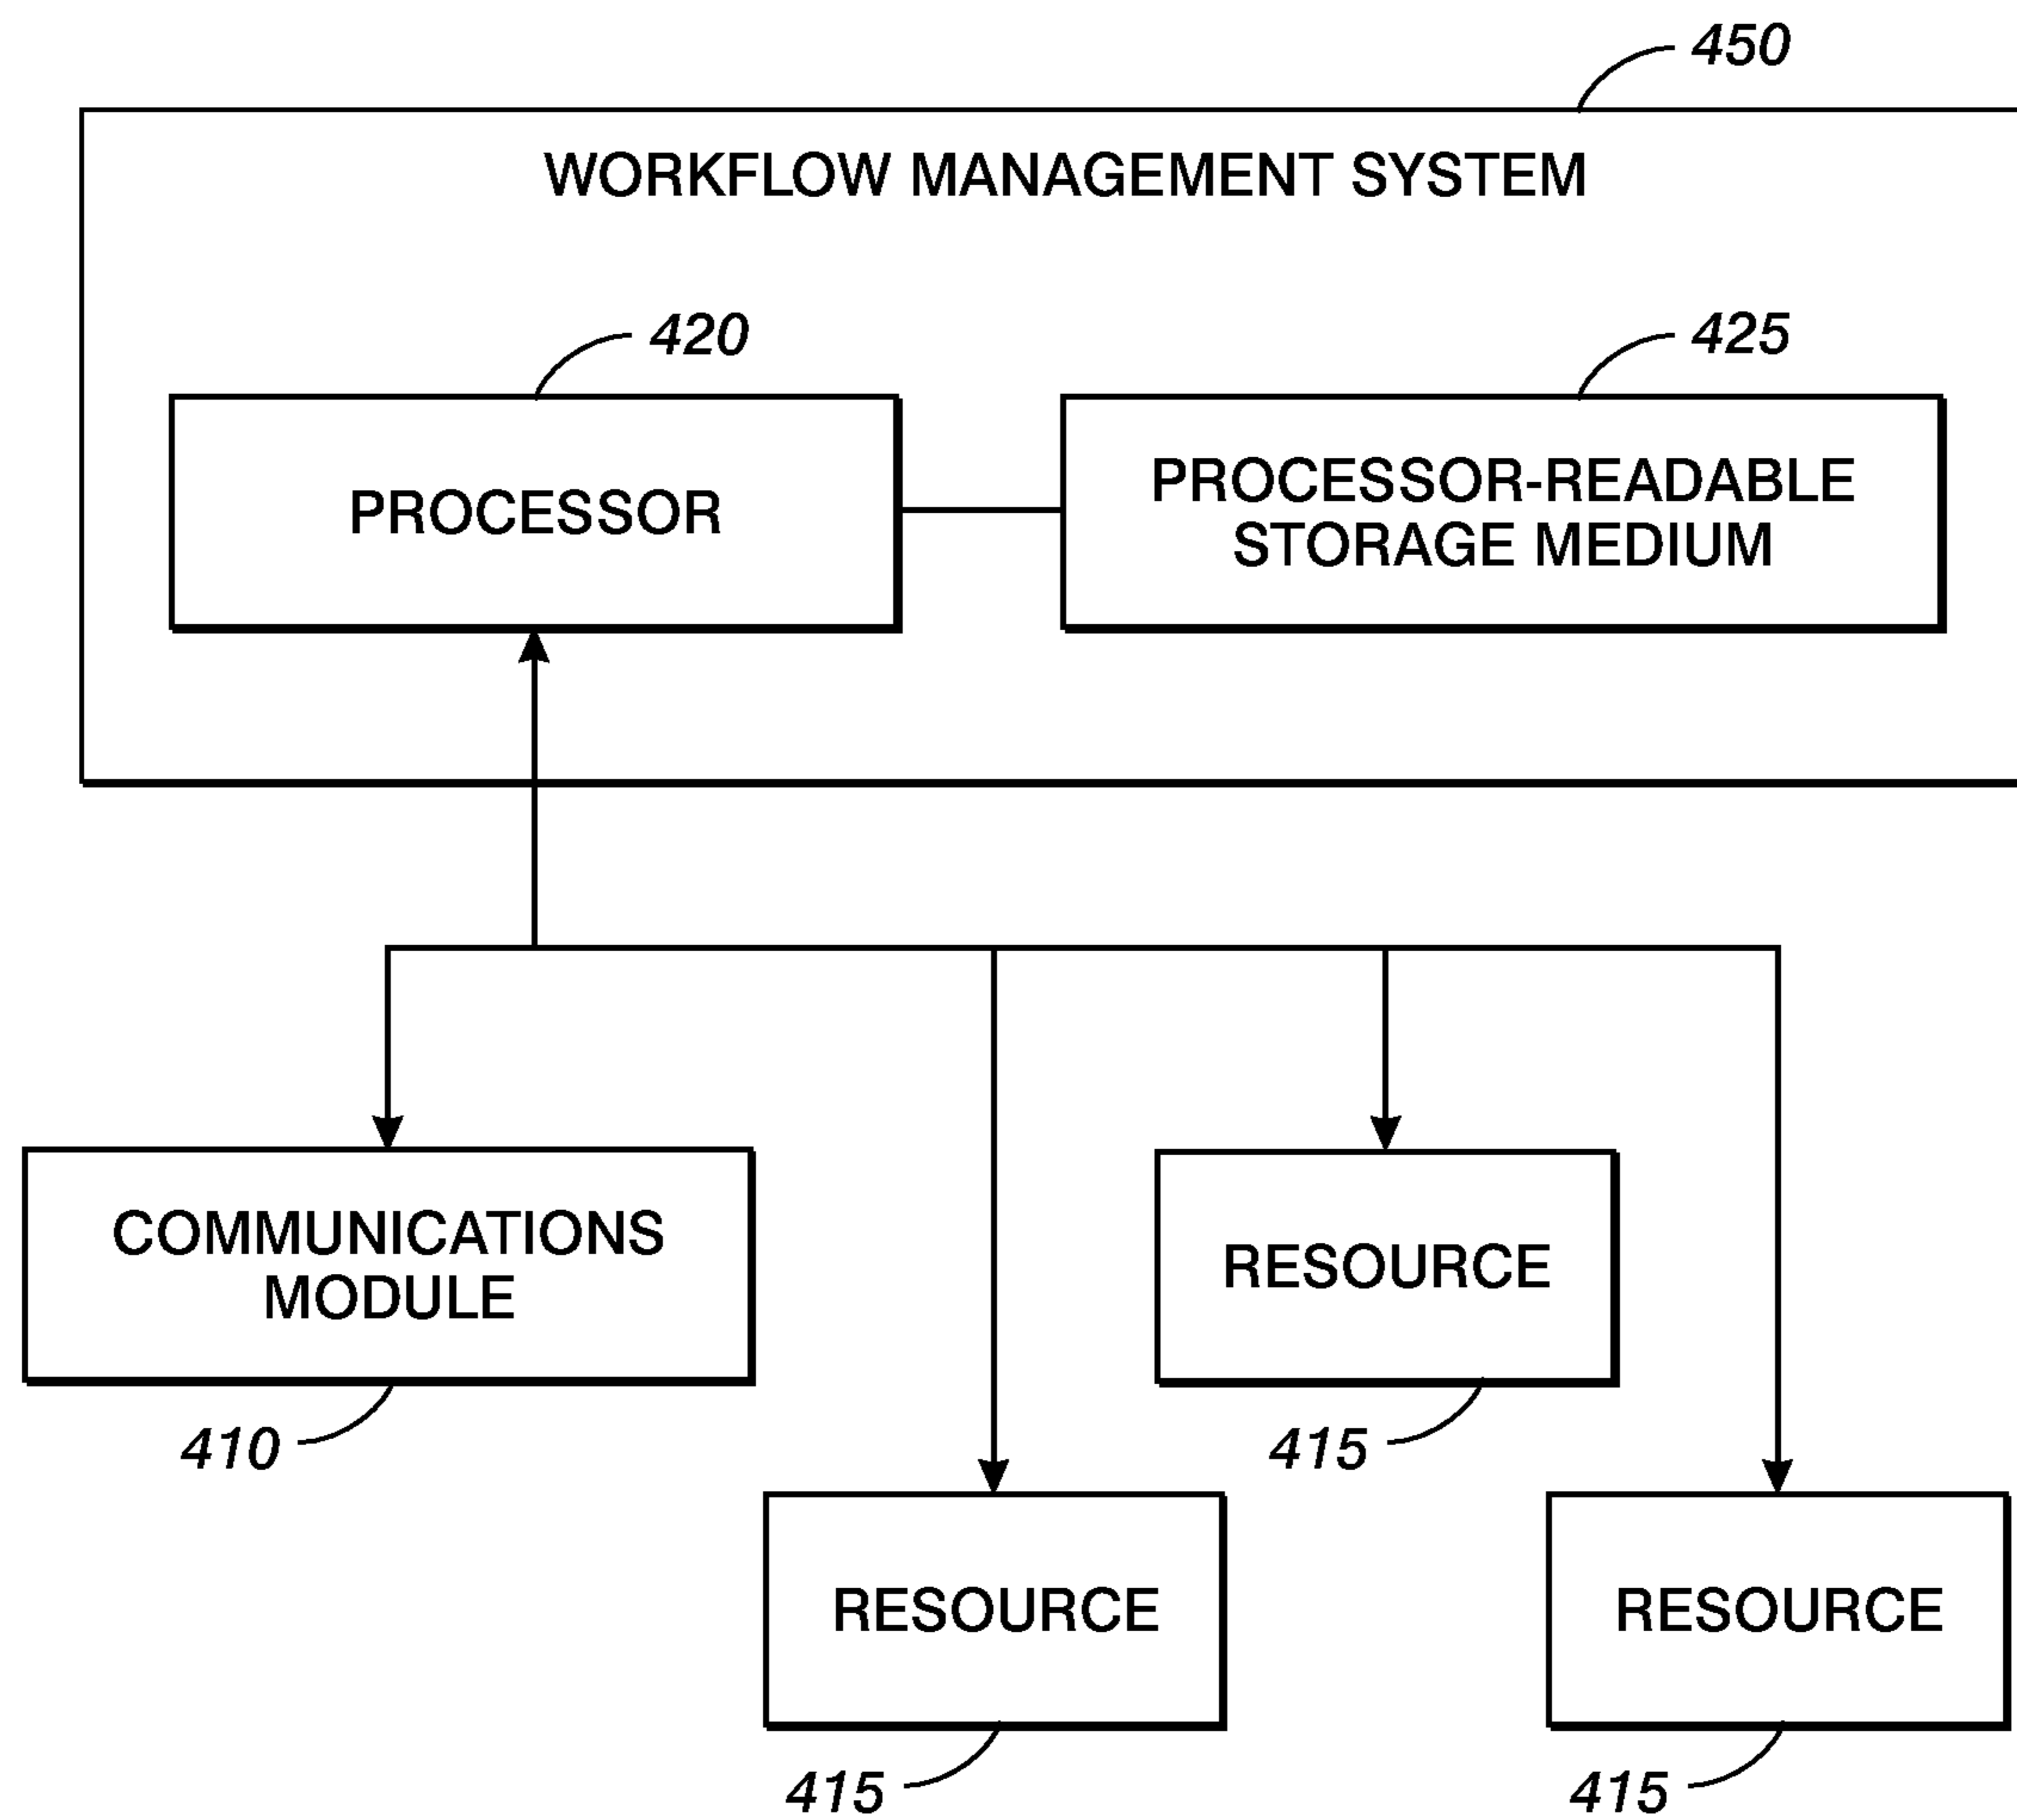 450
WORKFLOW MANAGEMENT SYSTEM
420
425
PROCESSOR
PROCESSOR-READABLE
STORAGE MEDIUM
COMMUNICATIONS
MODULE
410
RESOURCE
415
RESOURCE
415
RESOURCE
415